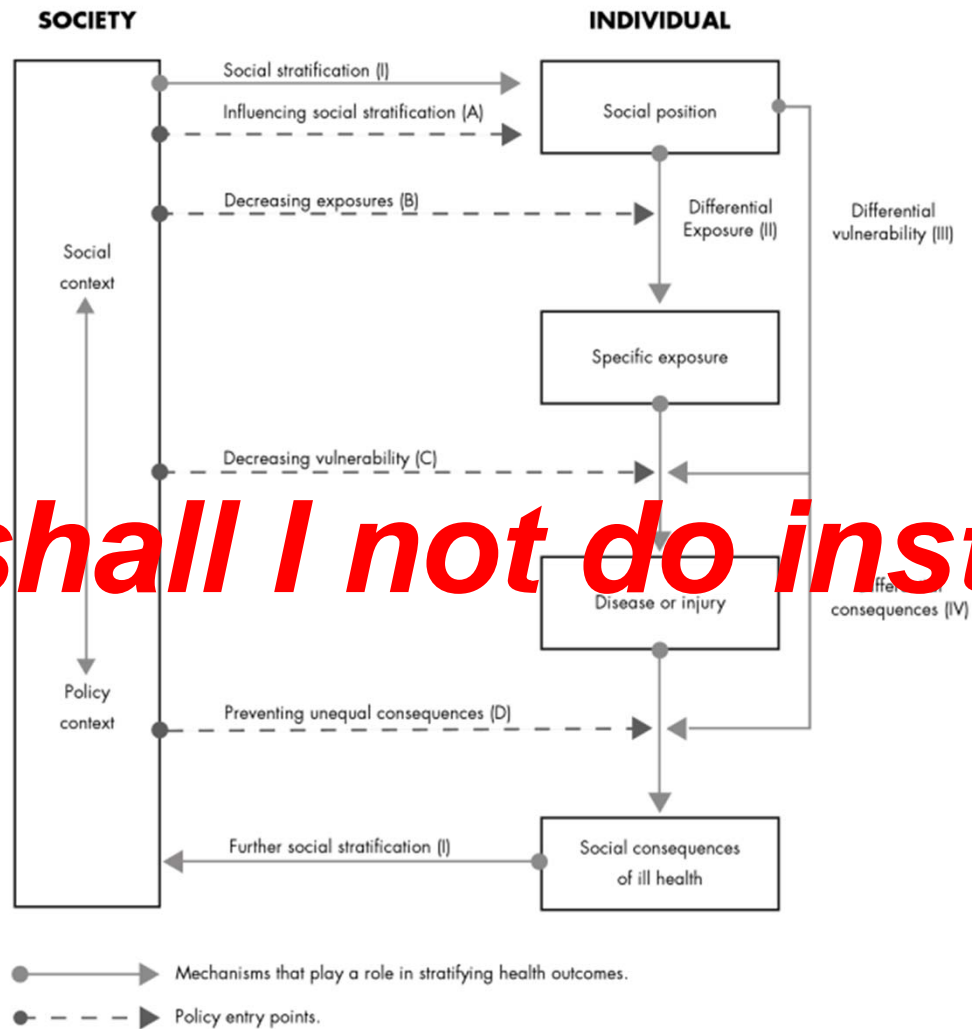 SOCIETY
INDIVIDUAL
Social stratification (I)
Influencing social stratification (A)
Social position
Decreasing exposures (B)
Differential
Exposure (II)
Differential
vulnerability (III)
Social
context
Specific exposure
Decreasing vulnerability (C)
shall I not do inst
Disease or injury
consequences (IV)
Policy
context
Preventing unequal consequences (D)
Further social stratification (I)
Social consequences
of ill health
Mechanisms that play a role in stratifying health outcomes.
Policy entry points.